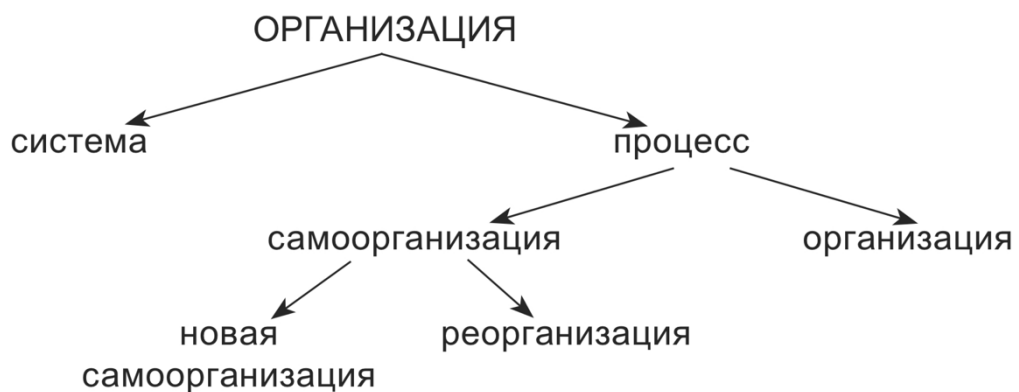 ОРГАНИЗАЦИЯ
система
процесс
самоорганизация
организация
новая
самоорганизация
реорганизация